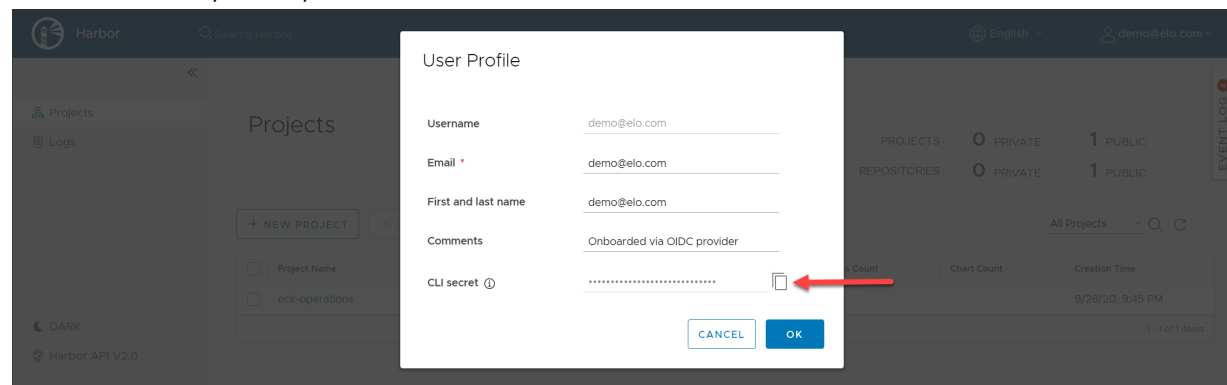 Harbor
Search Harbor...
English
demo@elo.com
User Profile
Projects
Logs
Projects
Username demo@elo.com
Email * demo@elo.com
First and last name demo@elo.com
Comments Onboarded via OIDC provider
CLI secret ••••••••••••••••••••••••••••
CANCEL OK
PROJECTS 0 PRIVATE 1 PUBLIC
REPOSITORIES 0 PRIVATE 1 PUBLIC
EVENT LOG
+ NEW PROJECT
All Projects
Project Name Count Chart Count Creation Time
eck-operations 9/28/20, 9:45 PM
1 - 1 of 1 items
DARK
Harbor API V2.0